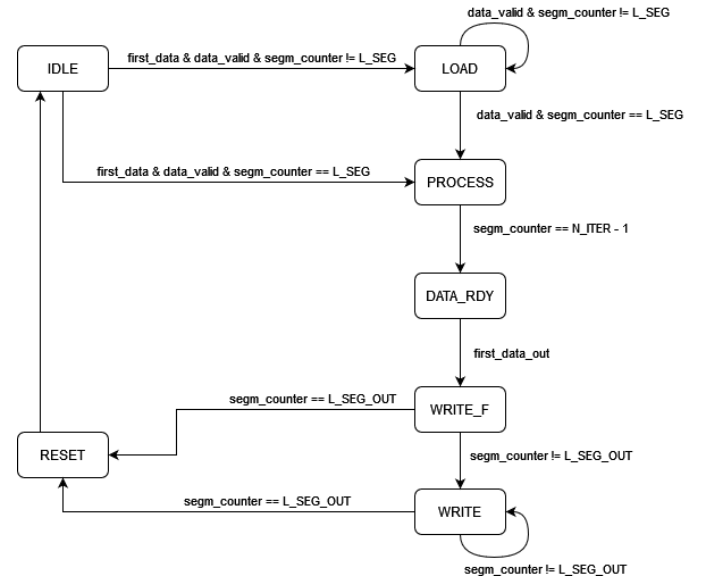 data_valid & segm_counter != L_SEG
first_data & data_valid & segm_counter != L_SEG
IDLE
LOAD
data_valid & segm_counter == L_SEG
first_data & data_valid & segm_counter == L_SEG
PROCESS
segm_counter == N_ITER - 1
DATA_RDY
first_data_out
segm_counter == L_SEG_OUT
WRITE_F
RESET
segm_counter != L_SEG_OUT
segm_counter == L_SEG_OUT
WRITE
segm_counter != L_SEG_OUT